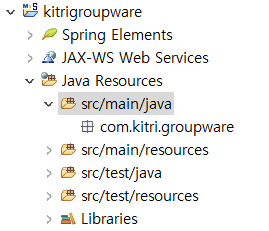 kitrigroupware
Spring Elements
JAX-WS Web Services
Java Resources
src/main/java
com.kitri.groupware
src/main/resources
src/test/java
src/test/resources
Libraries